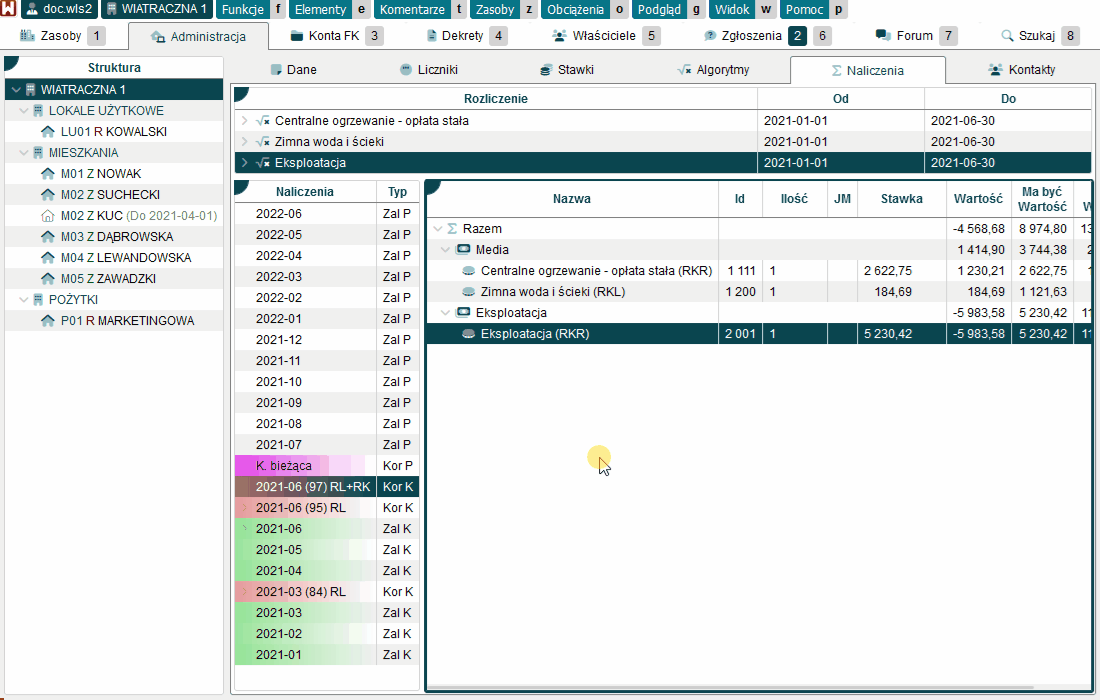 W doc.wls2 WIATRACZNA 1 Funkcje f Elementy e Komentarze t Zasoby z Obciążenia o Podgląd g Widok w Pomoc p
Zasoby 1 Administracja Konta FK 3 Dekrety 4 Właściciele 5 Zgłoszenia 2 6 Forum 7 Szukaj 8
Struktura
WIATRACZNA 1
LOKALE UŻYTKOWE
LU01 R KOWALSKI
MIESZKANIA
M01 Z NOWAK
M02 Z SUCHECKI
M02 Z KUC (Do 2021-04-01)
M03 Z DĄBROWSKA
M04 Z LEWANDOWSKA
M05 Z ZAWADZKI
POŻYTKI
P01 R MARKETINGOWA
Dane Liczniki Stawki Algorytmy Naliczenia Kontakty
Rozliczenie Od Do
Centralne ogrzewanie - opłata stała 2021-01-01 2021-06-30
Zimna woda i ścieki 2021-01-01 2021-06-30
Eksploatacja 2021-01-01 2021-06-30
Naliczenia Typ
2022-06 Zal P
2022-05 Zal P
2022-04 Zal P
2022-03 Zal P
2022-02 Zal P
2022-01 Zal P
2021-12 Zal P
2021-11 Zal P
2021-10 Zal P
2021-09 Zal P
2021-08 Zal P
2021-07 Zal P
K. bieżąca Kor P
2021-06 (97) RL+RK Kor K
2021-06 (95) RL Kor K
2021-06 Zal K
2021-05 Zal K
2021-04 Zal K
2021-03 (84) RL Kor K
2021-03 Zal K
2021-02 Zal K
2021-01 Zal K
Nazwa Id Ilość JM Stawka Wartość Ma być Wartość W
Razem -4 568,68 8 974,80 13
Media 1 414,90 3 744,38 2
Centralne ogrzewanie - opłata stała (RKR) 1 111 1 2 622,75 1 230,21 2 622,75 1
Zimna woda i ścieki (RKL) 1 200 1 184,69 184,69 1 121,63
Eksploatacja -5 983,58 5 230,42 11
Eksploatacja (RKR) 2 001 1 5 230,42 -5 983,58 5 230,42 11